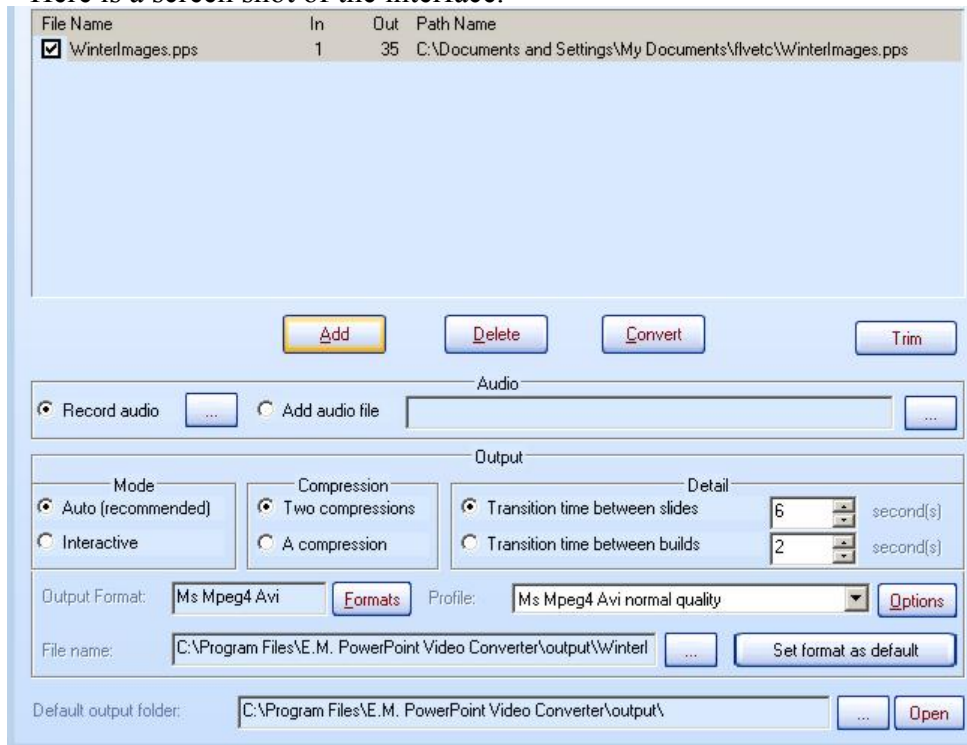 Here is a screen shot of the interface:
File Name In Out Path Name
WinterImages.pps 1 35 C:\Documents and Settings\My Documents\flvetc\WinterImages.pps
Add Delete Convert Trim
Audio
Record audio ... Add audio file ...
Output
Mode Compression Detail
Auto (recommended) Two compressions Transition time between slides 6 second(s)
Interactive A compression Transition time between builds 2 second(s)
Output Format: Ms Mpeg4 Avi Formats Profile: Ms Mpeg4 Avi normal quality Options
File name: C:\Program Files\E.M. PowerPoint Video Converter\output\WinterI ... Set format as default
Default output folder: C:\Program Files\E.M. PowerPoint Video Converter\output\ ... Open